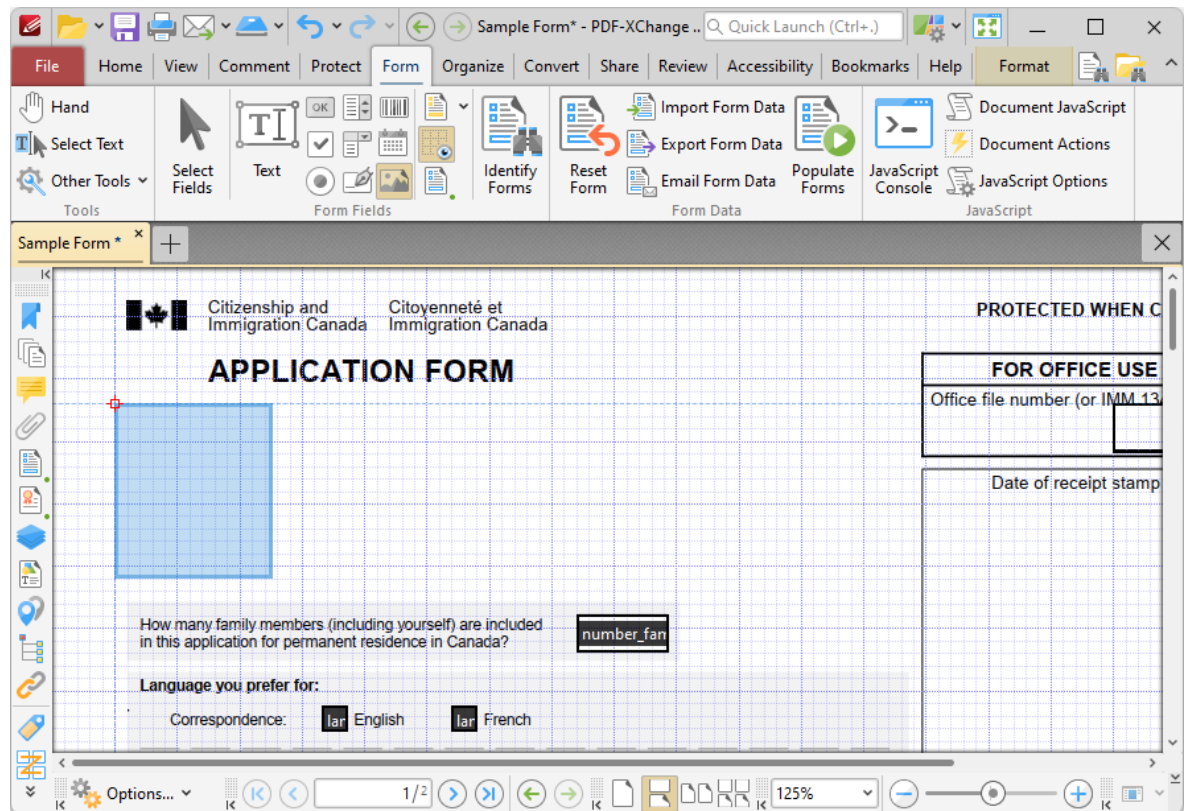 Sample Form* - PDF-XChange ..
Quick Launch (Ctrl+.)
File Home View Comment Protect Form Organize Convert Share Review Accessibility Bookmarks Help Format
Hand
Select Text
Other Tools
Tools
Select Fields
Text
OK
Form Fields
Identify Forms
Reset Form
Import Form Data
Export Form Data
Email Form Data
Populate Forms
Form Data
JavaScript Console
Document JavaScript
Document Actions
JavaScript Options
JavaScript
Sample Form *
Citizenship and Immigration Canada
Citoyenneté et Immigration Canada
PROTECTED WHEN C
APPLICATION FORM
FOR OFFICE USE
Office file number (or IMM 13
Date of receipt stamp
How many family members (including yourself) are included
in this application for permanent residence in Canada?
number_fam
Language you prefer for:
Correspondence: lar English lar French
Options...
1/2
125%